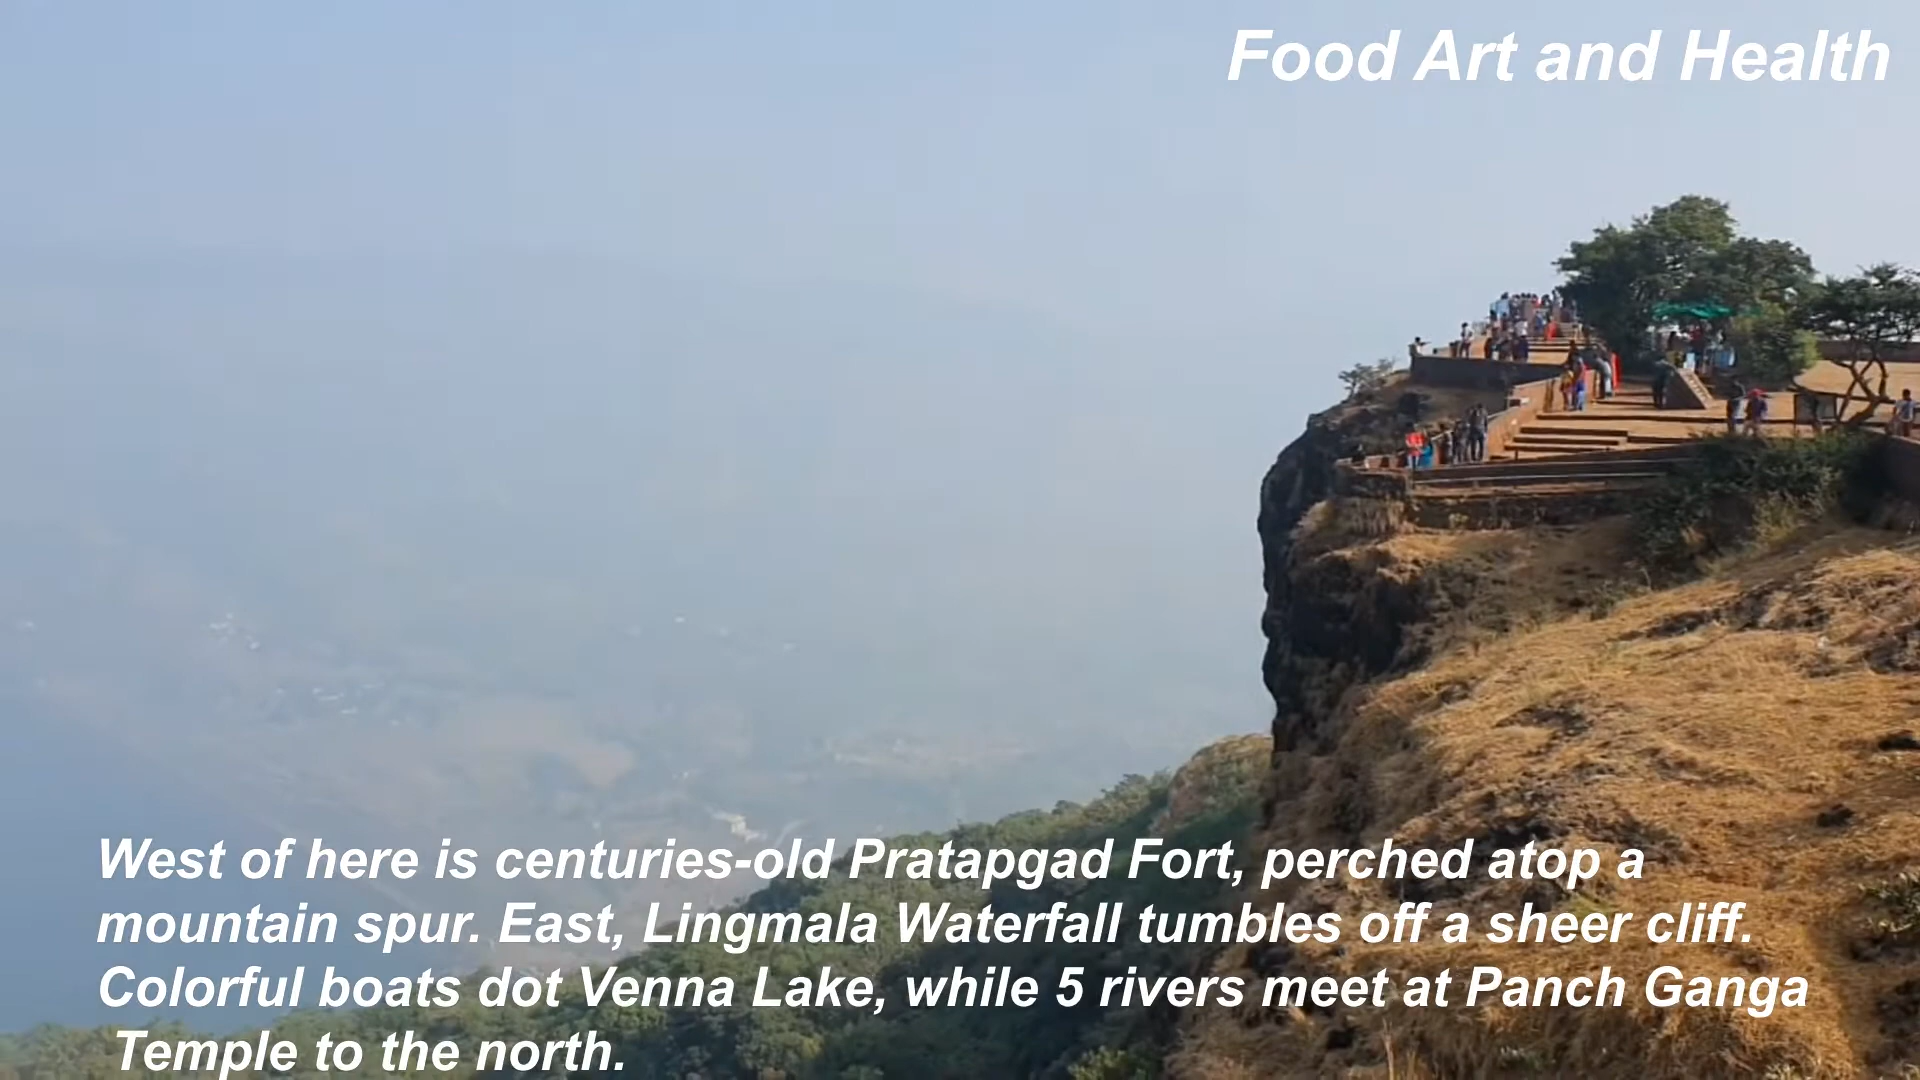 Food Art and Health
West of here is centuries-old Pratapgad Fort, perched atop a
mountain spur. East, Lingmala Waterfall tumbles off a sheer cliff.
Colorful boats dot Venna Lake, while 5 rivers meet at Panch Ganga
Temple to the north.